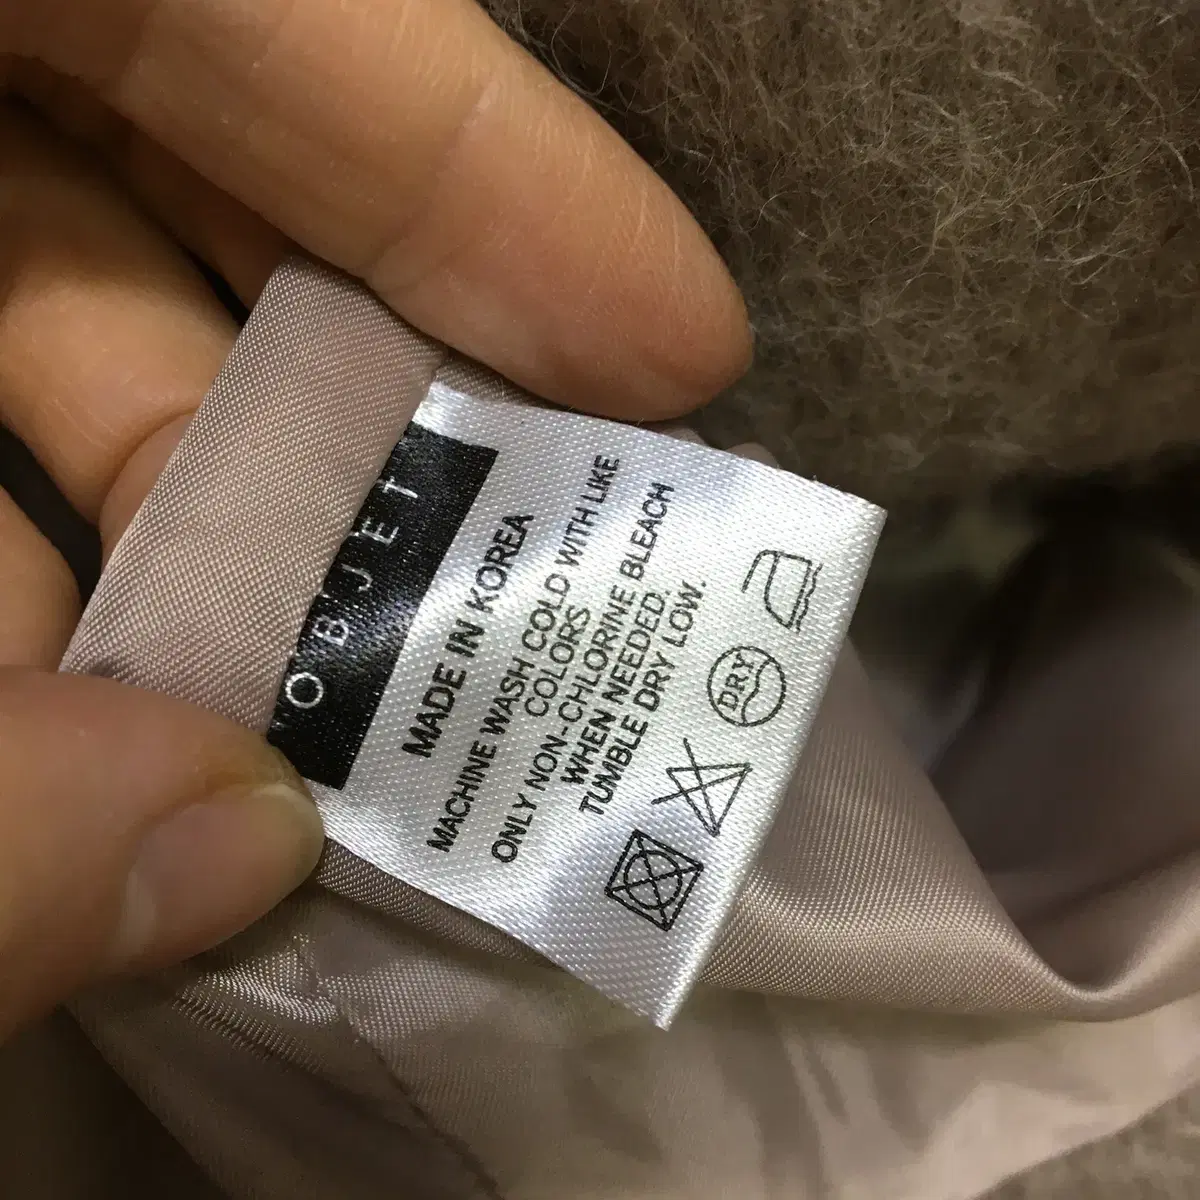 OBJET
MADE IN KOREA
MACHINE WASH COLD WITH LIKE
COLORS
ONLY NON-CHLORINE BLEACH
WHEN NEEDED.
TUMBLE DRY LOW.
DRY